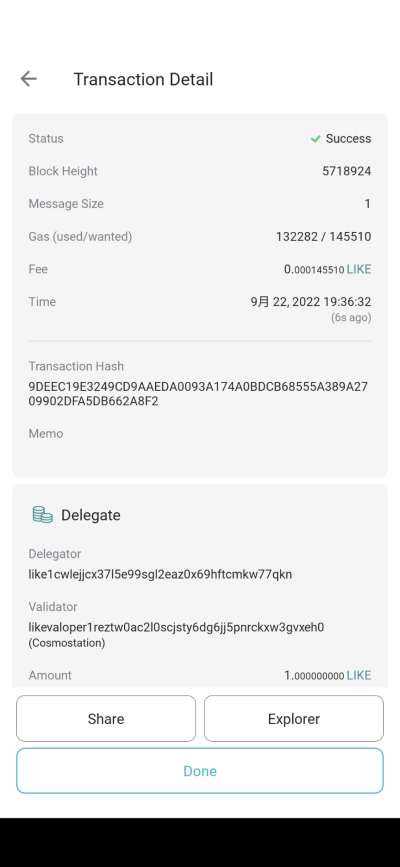 Transaction Detail
Status Success
Block Height 5718924
Message Size 1
Gas (used/wanted) 132282 / 145510
Fee 0.000145510 LIKE
Time 9月 22, 2022 19:36:32
(6s ago)
Transaction Hash
9DEEC19E3249CD9AAEDA0093A174A0BDCB68555A389A27
09902DFA5DB662A8F2
Memo
Delegate
Delegator
like1cwlejjcx37l5e99sgl2eaz0x69hftcmkw77qkn
Validator
likevaloper1reztw0ac2l0scjsty6dg6jj5pnrckxw3gvxeh0
(Cosmostation)
Amount 1.000000000 LIKE
Share Explorer
Done